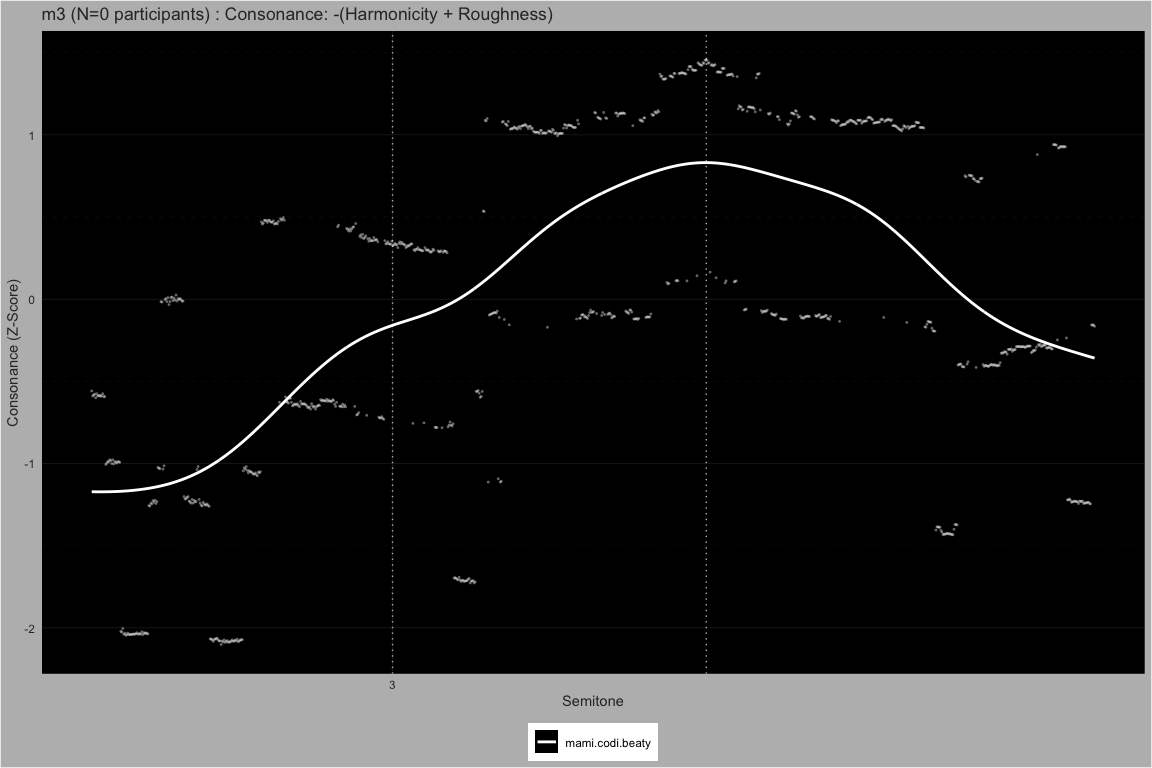 m3 (N=0 participants) : Consonance: -(Harmonicity + Roughness)
Consonance (Z-Score)
1
0
-1
-2
3
Semitone
mami.codi.beaty